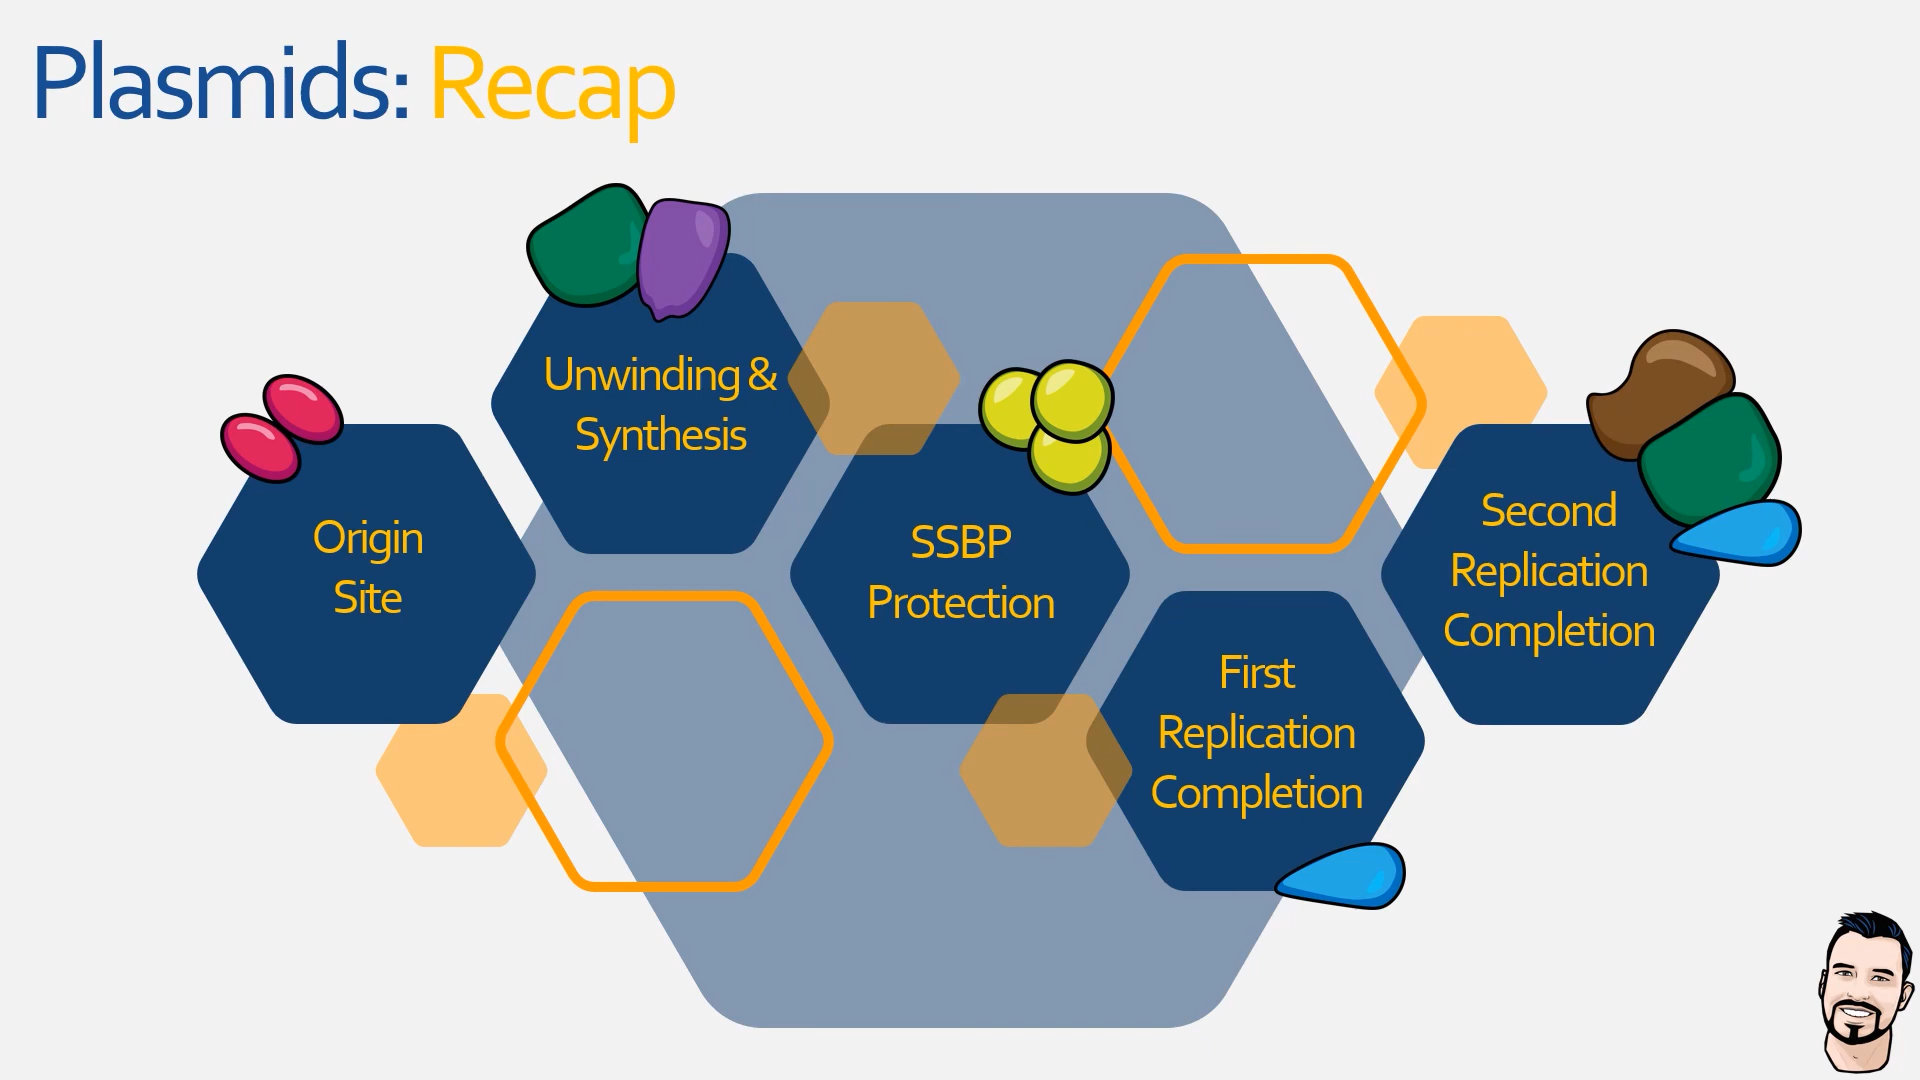 Plasmids: Recap
Origin
Site
Unwinding &
Synthesis
SSBP
Protection
First
Replication
Completion
Second
Replication
Completion